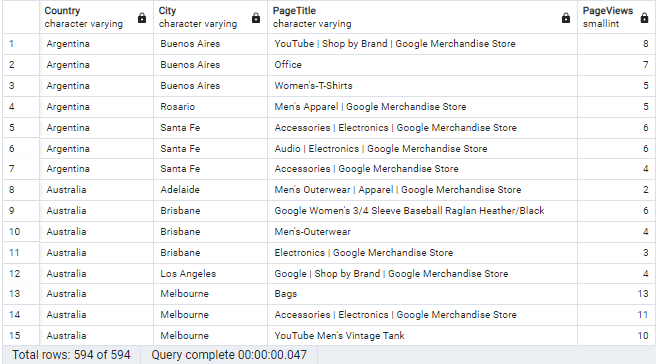 Country City PageTitle PageViews
character varying character varying character varying smallint
1 Argentina Buenos Aires YouTube | Shop by Brand | Google Merchandise Store 8
2 Argentina Buenos Aires Office 7
3 Argentina Buenos Aires Women's-T-Shirts 5
4 Argentina Rosario Men's Apparel | Google Merchandise Store 5
5 Argentina Santa Fe Accessories | Electronics | Google Merchandise Store 6
6 Argentina Santa Fe Audio | Electronics | Google Merchandise Store 6
7 Argentina Santa Fe Accessories | Google Merchandise Store 4
8 Australia Adelaide Men's Outerwear | Apparel | Google Merchandise Store 2
9 Australia Brisbane Google Women's 3/4 Sleeve Baseball Raglan Heather/Black 6
10 Australia Brisbane Men's-Outerwear 4
11 Australia Brisbane Electronics | Google Merchandise Store 3
12 Australia Los Angeles Google | Shop by Brand | Google Merchandise Store 4
13 Australia Melbourne Bags 13
14 Australia Melbourne Accessories | Electronics | Google Merchandise Store 11
15 Australia Melbourne YouTube Men's Vintage Tank 10
Total rows: 594 of 594 Query complete 00:00:00.047